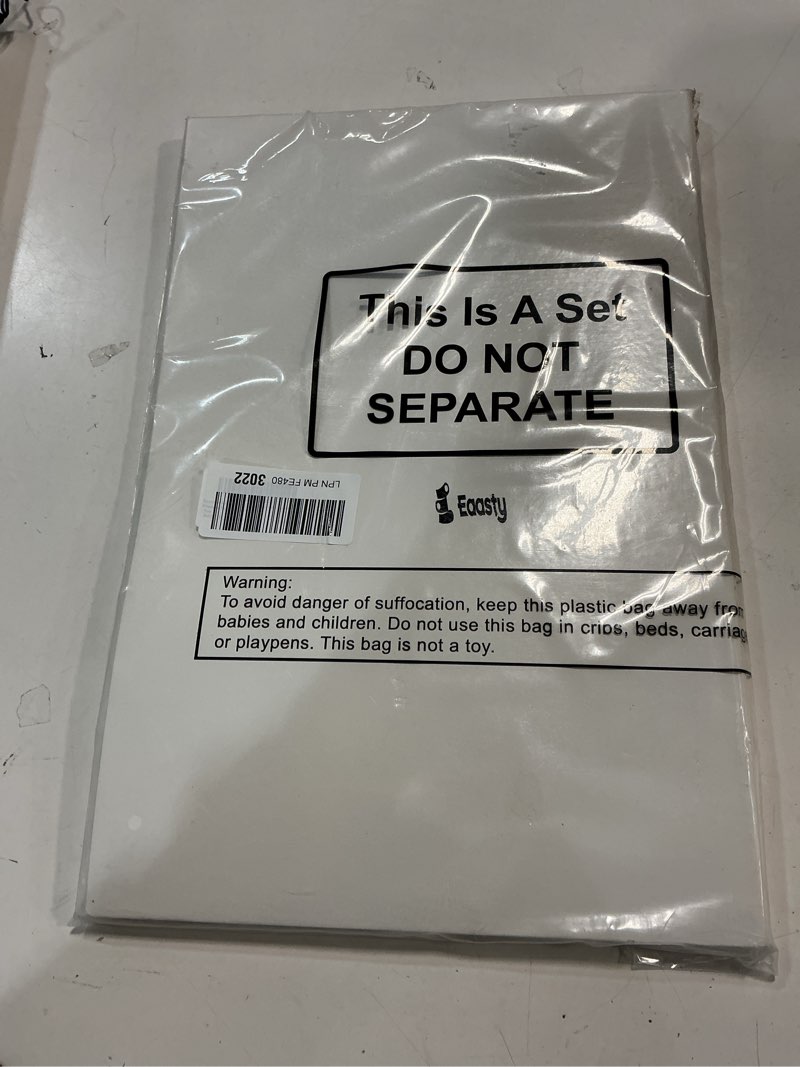 This Is A Set
DO NOT
SEPARATE
LPN PM FE480 3022
Eaasty
Warning:
To avoid danger of suffocation, keep this plastic bag away from
babies and children. Do not use this bag in cribs, beds, carriag
or playpens. This bag is not a toy.